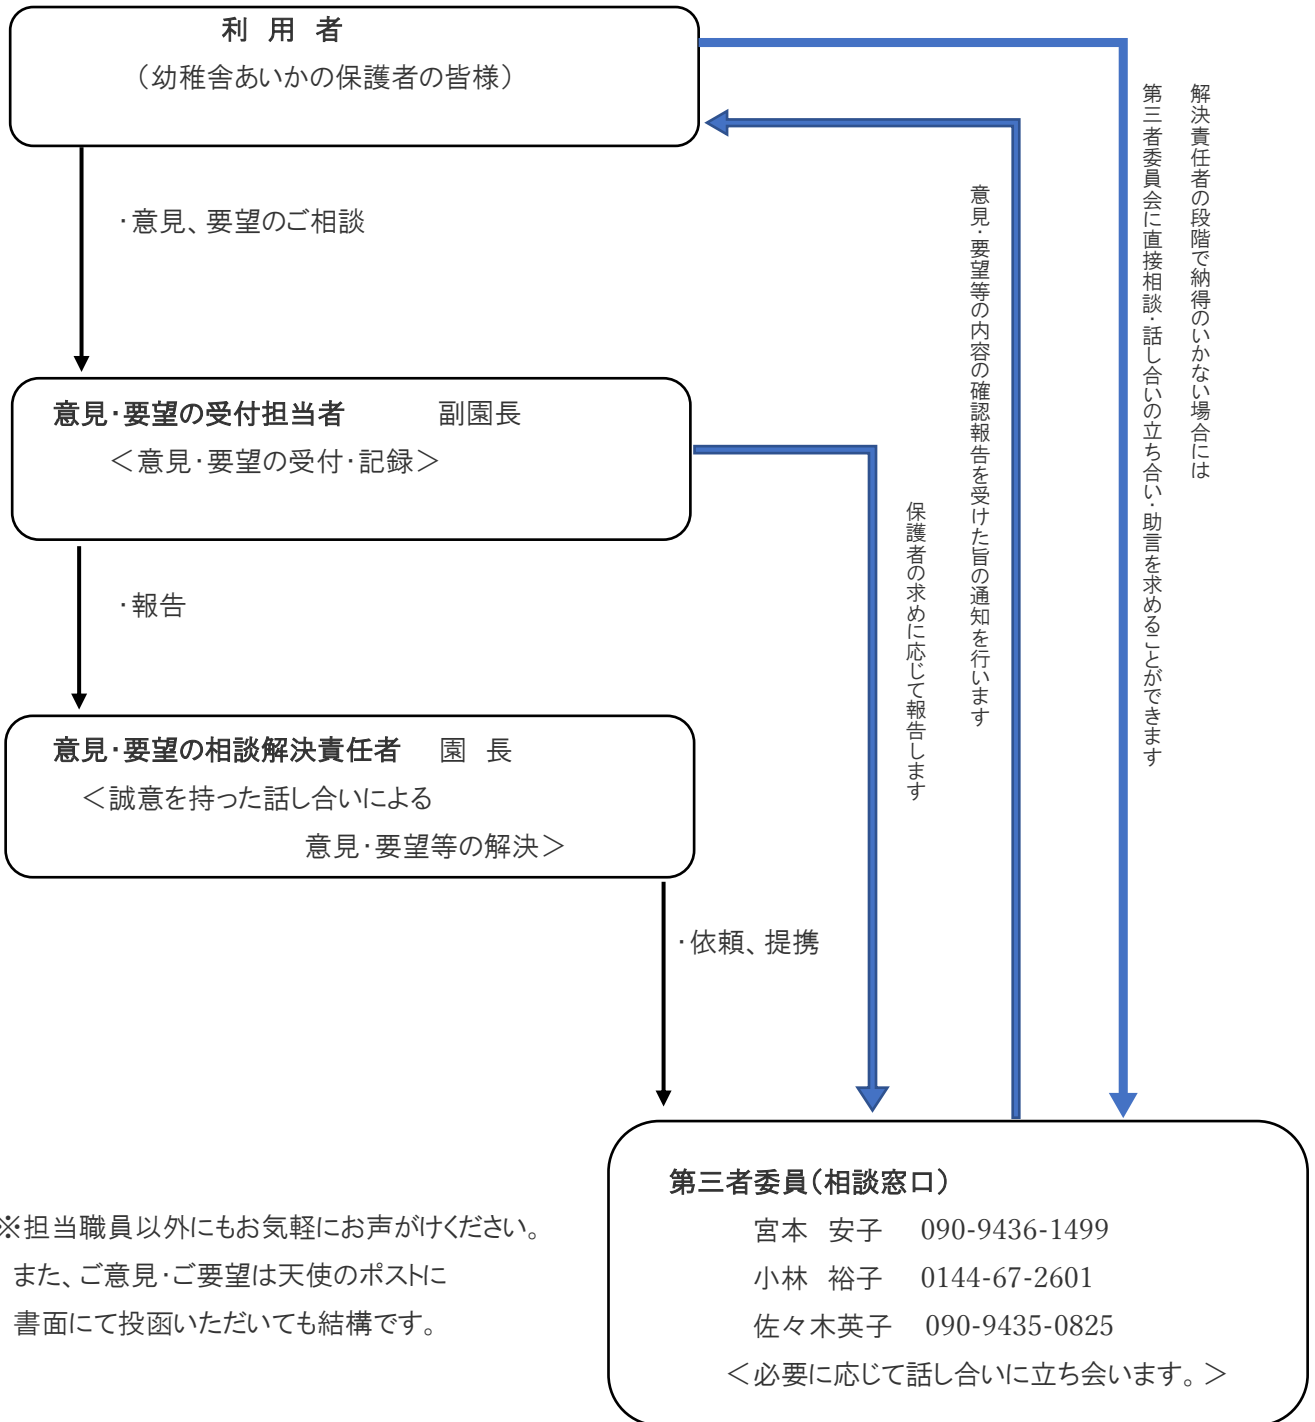 利 用 者
（幼稚舎あいかの保護者の皆様）
・意見、要望のご相談
意見・要望の受付担当者 副園長
＜意見・要望の受付・記録＞
・報告
意見・要望の相談解決責任者 園 長
＜誠意を持った話し合いによる
意見・要望等の解決＞
・依頼、提携
解決責任者の段階で納得のいかない場合には
第三者委員会に直接相談・話し合いの立ち合い・助言を求めることができます
意見・要望等の内容の確認報告を受けた旨の通知を行います
保護者の求めに応じて報告します
第三者委員（相談窓口）
宮本 安子 090-9436-1499
小林 裕子 0144-67-2601
佐々木英子 090-9435-0825
＜必要に応じて話し合いに立ち会います。＞
※担当職員以外にもお気軽にお声がけください。
また、ご意見・ご要望は天使のポストに
書面にて投函いただいても結構です。